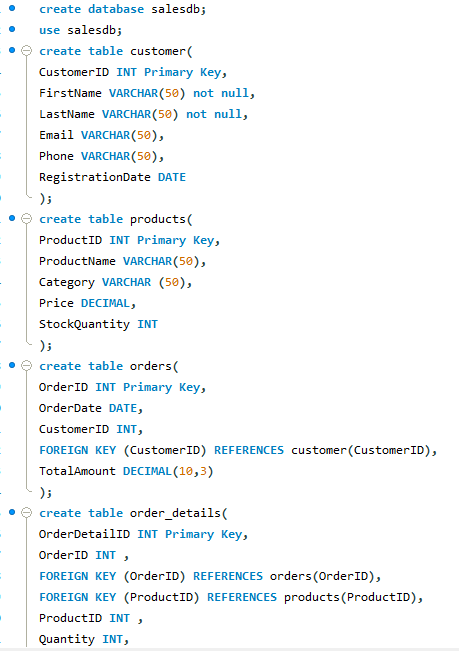 create database salesdb;
use salesdb;
create table customer(
CustomerID INT Primary Key,
FirstName VARCHAR(50) not null,
LastName VARCHAR(50) not null,
Email VARCHAR(50),
Phone VARCHAR(50),
RegistrationDate DATE
);
create table products(
ProductID INT Primary Key,
ProductName VARCHAR(50),
Category VARCHAR (50),
Price DECIMAL,
StockQuantity INT
);
create table orders(
OrderID INT Primary Key,
OrderDate DATE,
CustomerID INT,
FOREIGN KEY (CustomerID) REFERENCES customer(CustomerID),
TotalAmount DECIMAL(10,3)
);
create table order_details(
OrderDetailID INT Primary Key,
OrderID INT ,
FOREIGN KEY (OrderID) REFERENCES orders(OrderID),
FOREIGN KEY (ProductID) REFERENCES products(ProductID),
ProductID INT ,
Quantity INT,